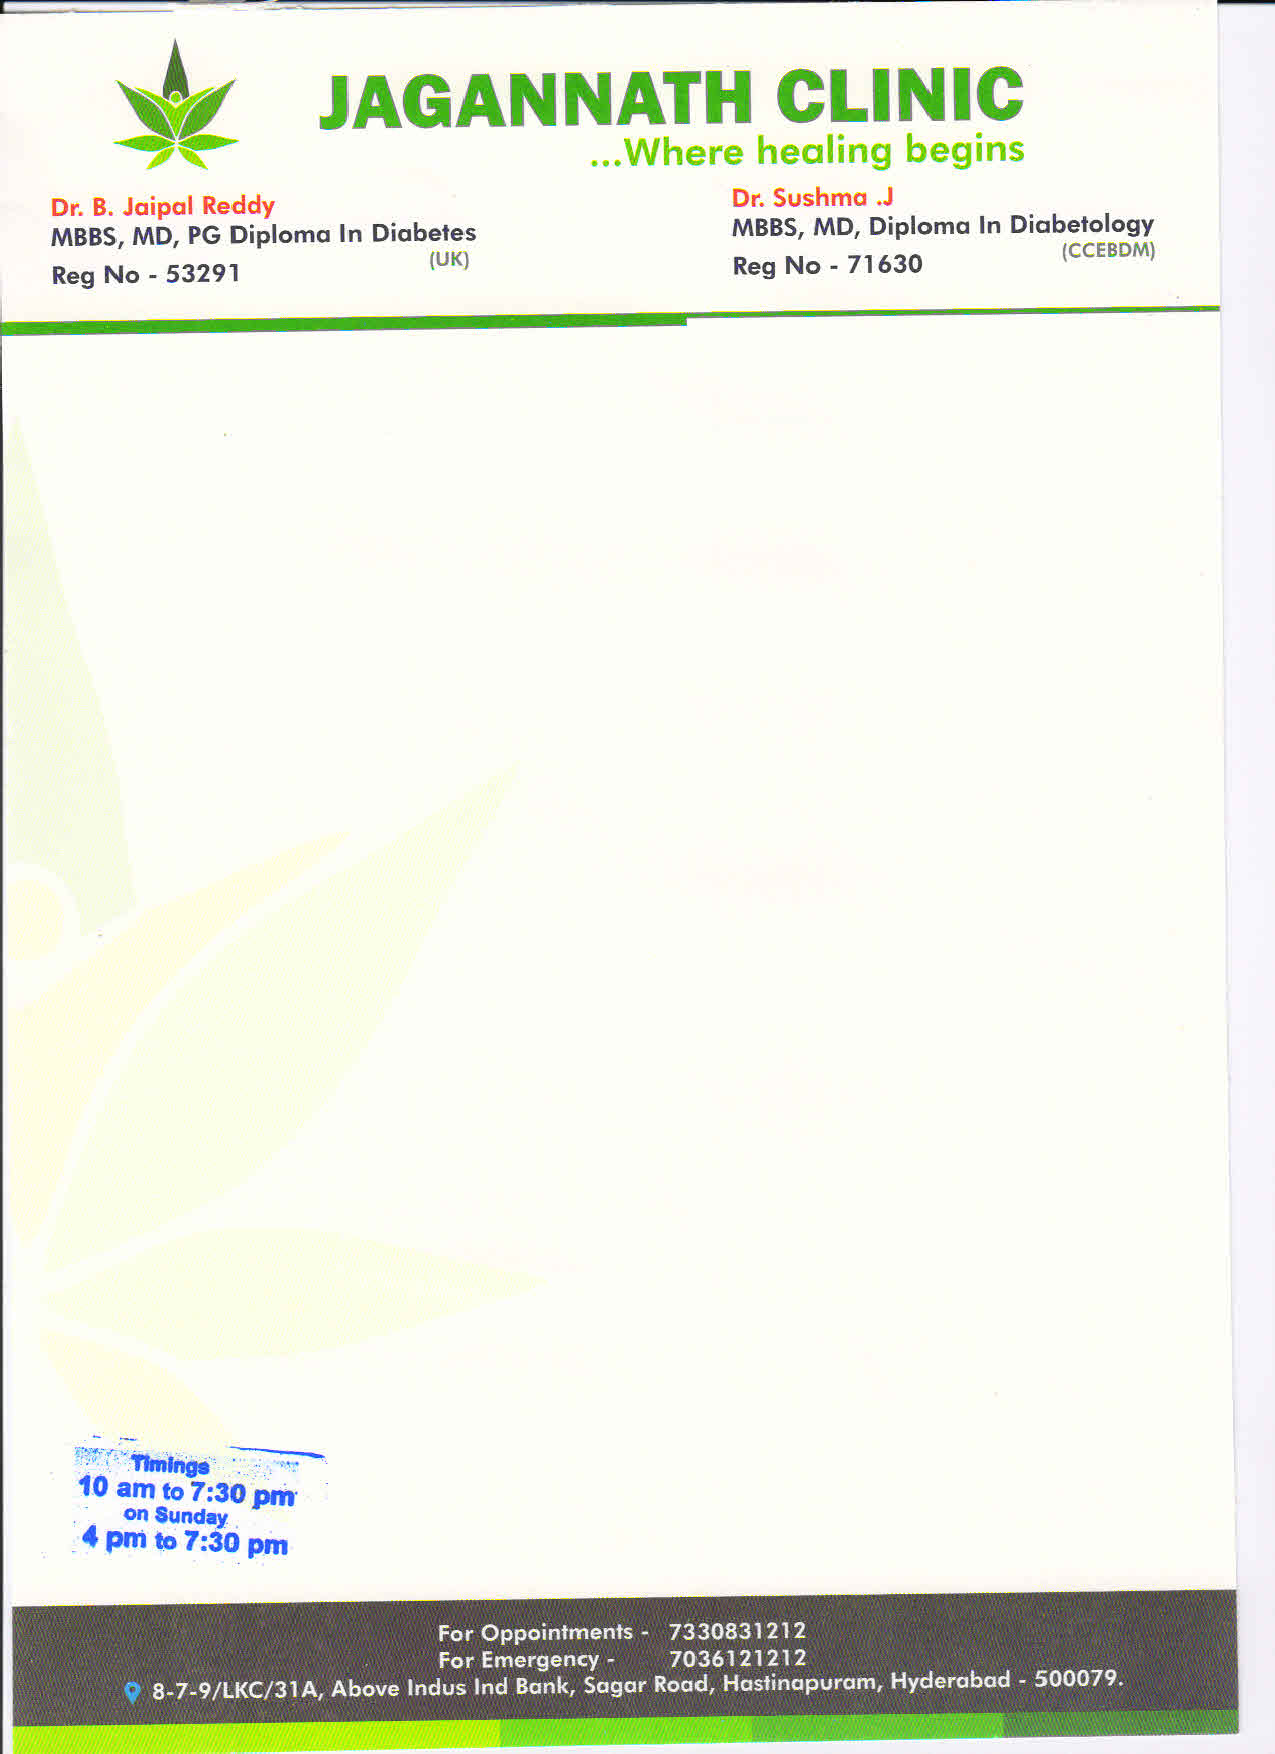 JAGANNATH CLINIC
...Where healing begins
Dr. B. Jaipal Reddy
MBBS, MD, PG Diploma In Diabetes
(UK)
Reg No - 53291
Dr. Sushma .J
MBBS, MD, Diploma In Diabetology
(CCEBDM)
Reg No - 71630
Timings
10 am to 7:30 pm
on Sunday
4 pm to 7:30 pm
For Appointments - 7330831212
For Emergency - 7036121212
8-7-9/LKC/31A, Above Indus Ind Bank, Sagar Road, Hastinapuram, Hyderabad - 500079.